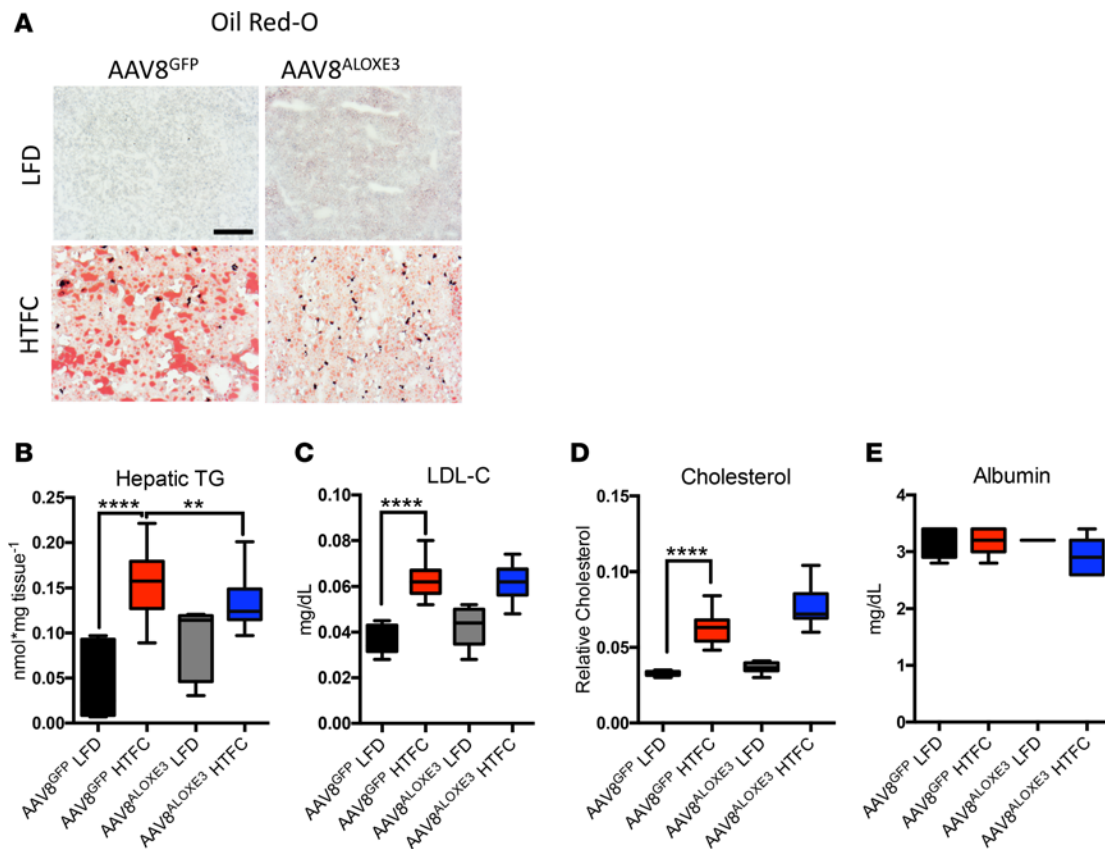 A
Oil Red-O
AAV8GFP
AAV8ALOXE3
LFD
HTFC
B
Hepatic TG
nmol*mg tissue-1
0.25
0.20
0.15
0.10
0.05
0.00
****
**
AAV8GFP LFD
AAV8GFP HTFC
AAV8ALOXE3 LFD
AAV8ALOXE3 HTFC
C
LDL-C
mg/dL
0.10
0.08
0.06
0.04
0.02
0.00
****
AAV8GFP LFD
AAV8GFP HTFC
AAV8ALOXE3 LFD
AAV8ALOXE3 HTFC
D
Cholesterol
Relative Cholesterol
0.15
0.10
0.05
0.00
****
AAV8GFP LFD
AAV8GFP HTFC
AAV8ALOXE3 LFD
AAV8ALOXE3 HTFC
E
Albumin
mg/dL
4
3
2
1
0
AAV8GFP LFD
AAV8GFP HTFC
AAV8ALOXE3 LFD
AAV8ALOXE3 HTFC